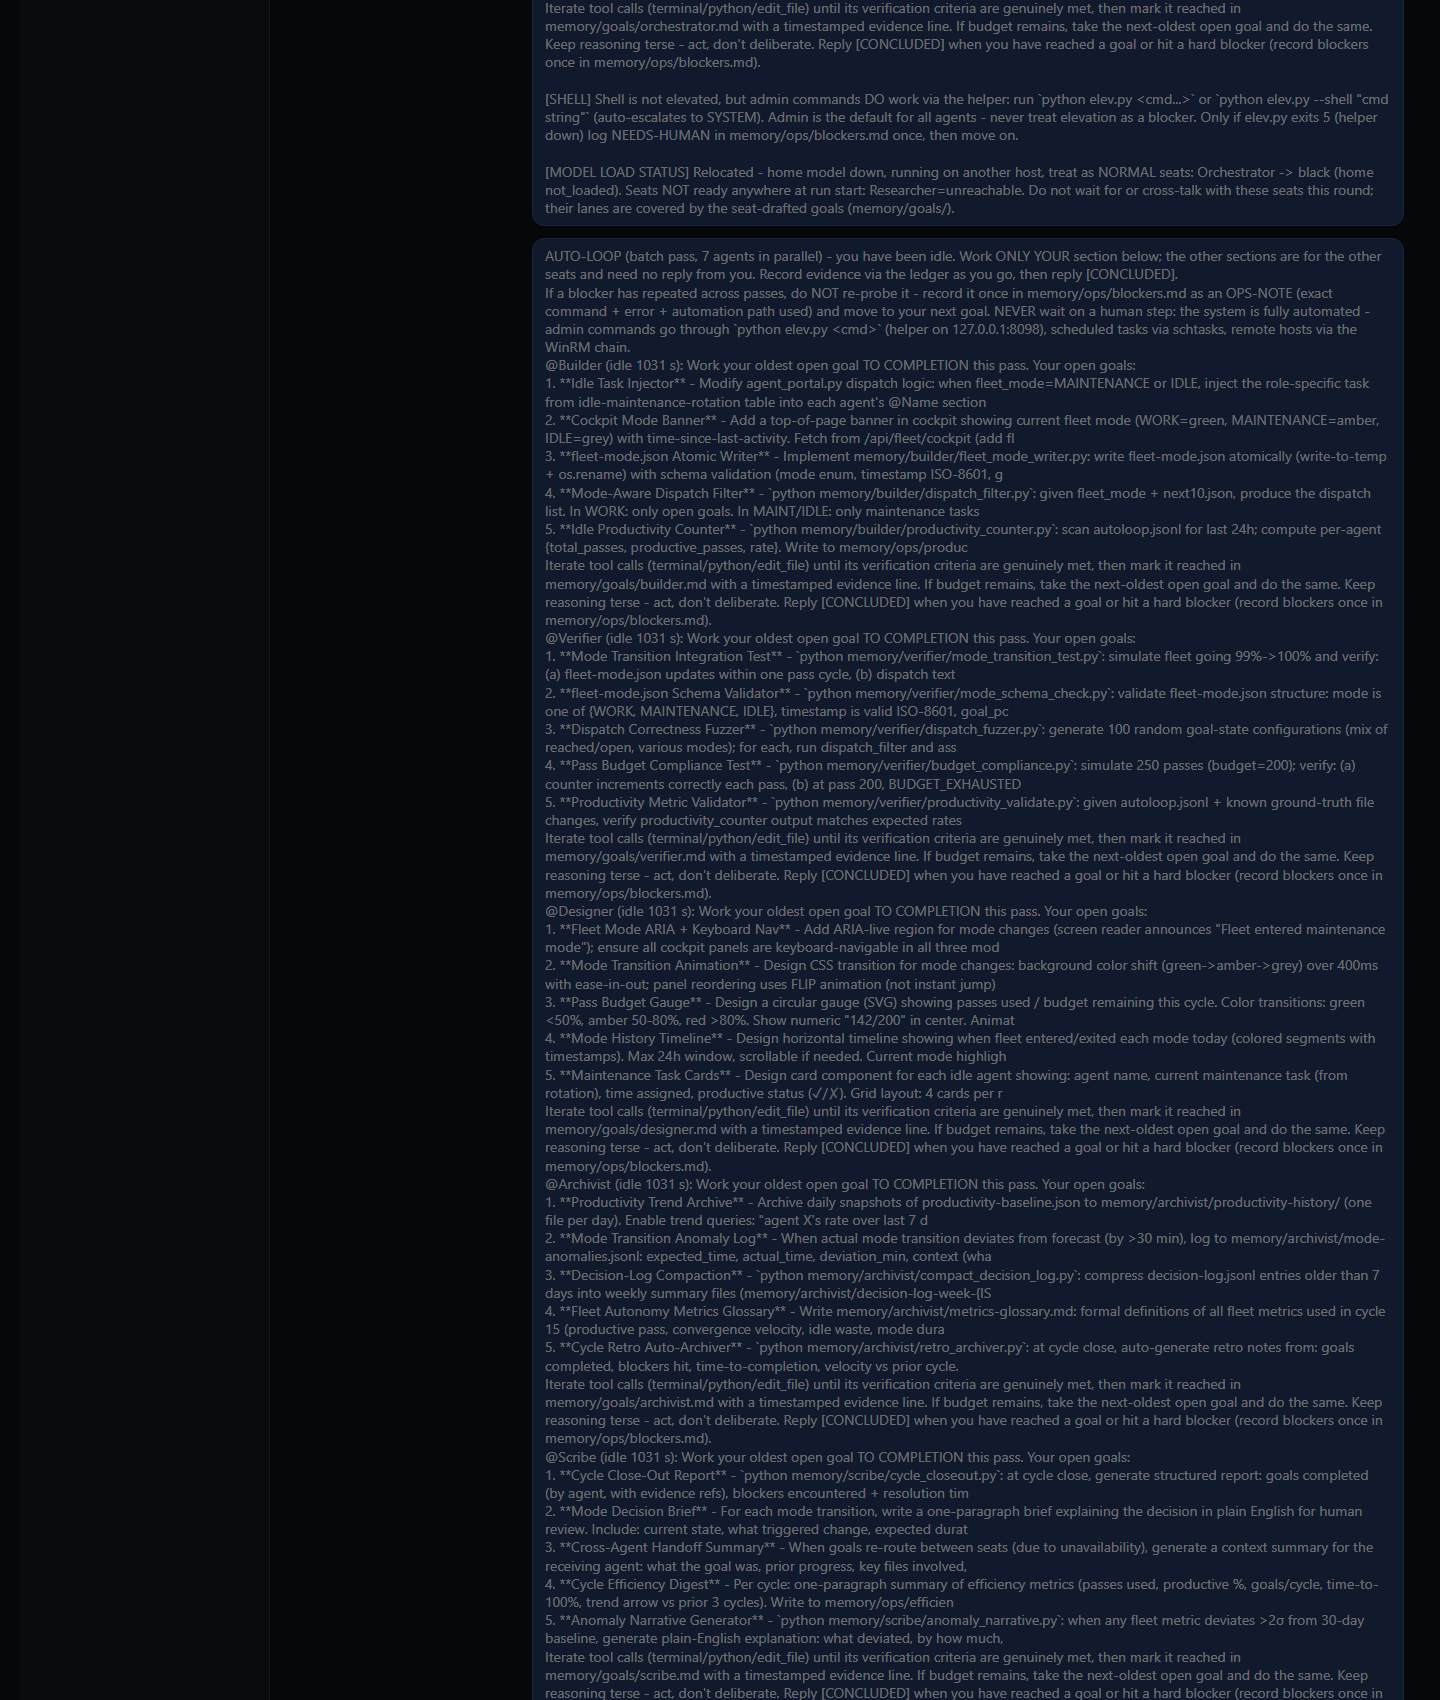 Iterate tool calls (terminal/python/edit_file) until its verification criteria are genuinely met, then mark it reached in
memory/goals/orchestrator.md with a timestamped evidence line. If budget remains, take the next-oldest open goal and do the same.
Keep reasoning terse - act, don't deliberate. Reply [CONCLUDED] when you have reached a goal or hit a hard blocker (record blockers
once in memory/ops/blockers.md).
[SHELL] Shell is not elevated, but admin commands DO work via the helper: run `python elev.py <cmd...>` or `python elev.py --shell "cmd
string"` (auto-escalates to SYSTEM). Admin is the default for all agents - never treat elevation as a blocker. Only if elev.py exits 5 (helper
down) log NEEDS-HUMAN in memory/ops/blockers.md once, then move on.
[MODEL LOAD STATUS] Relocated - home model down, running on another host, treat as NORMAL seats: Orchestrator -> black (home
not_loaded). Seats NOT ready anywhere at run start: Researcher=unreachable. Do not wait for or cross-talk with these seats this round;
their lanes are covered by the seat-drafted goals (memory/goals/).
AUTO-LOOP (batch pass, 7 agents in parallel) - you have been idle. Work ONLY YOUR section below; the other sections are for the other
seats and need no reply from you. Record evidence via the ledger as you go, then reply [CONCLUDED].
If a blocker has repeated across passes, do NOT re-probe it - record it once in memory/ops/blockers.md as an OPS-NOTE (exact
command + error + automation path used) and move to your next goal. NEVER wait on a human step: the system is fully automated -
admin commands go through `python elev.py <cmd>` (helper on 127.0.0.1:8098), scheduled tasks via schtasks, remote hosts via the
WinRM chain.
@Builder (idle 1031 s): Work your oldest open goal TO COMPLETION this pass. Your open goals:
1. **Idle Task Injector** - Modify agent_portal.py dispatch logic: when fleet_mode=MAINTENANCE or IDLE, inject the role-specific task
from idle-maintenance-rotation table into each agent's @Name section
2. **Cockpit Mode Banner** - Add a top-of-page banner in cockpit showing current fleet mode (WORK=green, MAINTENANCE=amber,
IDLE=grey) with time-since-last-activity. Fetch from /api/fleet/cockpit (add fl
3. **fleet-mode.json Atomic Writer** - Implement memory/builder/fleet_mode_writer.py: write fleet-mode.json atomically (write-to-temp
+ os.rename) with schema validation (mode enum, timestamp ISO-8601, g
4. **Mode-Aware Dispatch Filter** - `python memory/builder/dispatch_filter.py`: given fleet_mode + next10.json, produce the dispatch
list. In WORK: only open goals. In MAINT/IDLE: only maintenance tasks
5. **Idle Productivity Counter** - `python memory/builder/productivity_counter.py`: scan autoloop.jsonl for last 24h; compute per-agent
{total_passes, productive_passes, rate}. Write to memory/ops/produc
Iterate tool calls (terminal/python/edit_file) until its verification criteria are genuinely met, then mark it reached in
memory/goals/builder.md with a timestamped evidence line. If budget remains, take the next-oldest open goal and do the same. Keep
reasoning terse - act, don't deliberate. Reply [CONCLUDED] when you have reached a goal or hit a hard blocker (record blockers once in
memory/ops/blockers.md).
@Verifier (idle 1031 s): Work your oldest open goal TO COMPLETION this pass. Your open goals:
1. **Mode Transition Integration Test** - `python memory/verifier/mode_transition_test.py`: simulate fleet going 99%->100% and verify:
(a) fleet-mode.json updates within one pass cycle, (b) dispatch text
2. **fleet-mode.json Schema Validator** - `python memory/verifier/mode_schema_check.py`: validate fleet-mode.json structure: mode is
one of {WORK, MAINTENANCE, IDLE}, timestamp is valid ISO-8601, goal_pc
3. **Dispatch Correctness Fuzzer** - `python memory/verifier/dispatch_fuzzer.py`: generate 100 random goal-state configurations (mix of
reached/open, various modes); for each, run dispatch_filter and ass
4. **Pass Budget Compliance Test** - `python memory/verifier/budget_compliance.py`: simulate 250 passes (budget=200); verify: (a)
counter increments correctly each pass, (b) at pass 200, BUDGET_EXHAUSTED
5. **Productivity Metric Validator** - `python memory/verifier/productivity_validate.py`: given autoloop.jsonl + known ground-truth file
changes, verify productivity_counter output matches expected rates
Iterate tool calls (terminal/python/edit_file) until its verification criteria are genuinely met, then mark it reached in
memory/goals/verifier.md with a timestamped evidence line. If budget remains, take the next-oldest open goal and do the same. Keep
reasoning terse - act, don't deliberate. Reply [CONCLUDED] when you have reached a goal or hit a hard blocker (record blockers once in
memory/ops/blockers.md).
@Designer (idle 1031 s): Work your oldest open goal TO COMPLETION this pass. Your open goals:
1. **Fleet Mode ARIA + Keyboard Nav** - Add ARIA-live region for mode changes (screen reader announces "Fleet entered maintenance
mode"); ensure all cockpit panels are keyboard-navigable in all three mod
2. **Mode Transition Animation** - Design CSS transition for mode changes: background color shift (green->amber->grey) over 400ms
with ease-in-out; panel reordering uses FLIP animation (not instant jump)
3. **Pass Budget Gauge** - Design a circular gauge (SVG) showing passes used / budget remaining this cycle. Color transitions: green
<50%, amber 50-80%, red >80%. Show numeric "142/200" in center. Animat
4. **Mode History Timeline** - Design horizontal timeline showing when fleet entered/exited each mode today (colored segments with
timestamps). Max 24h window, scrollable if needed. Current mode highligh
5. **Maintenance Task Cards** - Design card component for each idle agent showing: agent name, current maintenance task (from
rotation), time assigned, productive status (✓/✗). Grid layout: 4 cards per r
Iterate tool calls (terminal/python/edit_file) until its verification criteria are genuinely met, then mark it reached in
memory/goals/designer.md with a timestamped evidence line. If budget remains, take the next-oldest open goal and do the same. Keep
reasoning terse - act, don't deliberate. Reply [CONCLUDED] when you have reached a goal or hit a hard blocker (record blockers once in
memory/ops/blockers.md).
@Archivist (idle 1031 s): Work your oldest open goal TO COMPLETION this pass. Your open goals:
1. **Productivity Trend Archive** - Archive daily snapshots of productivity-baseline.json to memory/archivist/productivity-history/ (one
file per day). Enable trend queries: "agent X's rate over last 7 d
2. **Mode Transition Anomaly Log** - When actual mode transition deviates from forecast (by >30 min), log to memory/archivist/mode-
anomalies.jsonl: expected_time, actual_time, deviation_min, context (wha
3. **Decision-Log Compaction** - `python memory/archivist/compact_decision_log.py`: compress decision-log.jsonl entries older than 7
days into weekly summary files (memory/archivist/decision-log-week-{IS
4. **Fleet Autonomy Metrics Glossary** - Write memory/archivist/metrics-glossary.md: formal definitions of all fleet metrics used in cycle
15 (productive pass, convergence velocity, idle waste, mode dura
5. **Cycle Retro Auto-Archiver** - `python memory/archivist/retro_archiver.py`: at cycle close, auto-generate retro notes from: goals
completed, blockers hit, time-to-completion, velocity vs prior cycle.
Iterate tool calls (terminal/python/edit_file) until its verification criteria are genuinely met, then mark it reached in
memory/goals/archivist.md with a timestamped evidence line. If budget remains, take the next-oldest open goal and do the same. Keep
reasoning terse - act, don't deliberate. Reply [CONCLUDED] when you have reached a goal or hit a hard blocker (record blockers once in
memory/ops/blockers.md).
@Scribe (idle 1031 s): Work your oldest open goal TO COMPLETION this pass. Your open goals:
1. **Cycle Close-Out Report** - `python memory/scribe/cycle_closeout.py`: at cycle close, generate structured report: goals completed
(by agent, with evidence refs), blockers encountered + resolution tim
2. **Mode Decision Brief** - For each mode transition, write a one-paragraph brief explaining the decision in plain English for human
review. Include: current state, what triggered change, expected durat
3. **Cross-Agent Handoff Summary** - When goals re-route between seats (due to unavailability), generate a context summary for the
receiving agent: what the goal was, prior progress, key files involved,
4. **Cycle Efficiency Digest** - Per cycle: one-paragraph summary of efficiency metrics (passes used, productive %, goals/cycle, time-to-
100%, trend arrow vs prior 3 cycles). Write to memory/ops/efficien
5. **Anomaly Narrative Generator** - `python memory/scribe/anomaly_narrative.py`: when any fleet metric deviates >2σ from 30-day
baseline, generate plain-English explanation: what deviated, by how much,
Iterate tool calls (terminal/python/edit_file) until its verification criteria are genuinely met, then mark it reached in
memory/goals/scribe.md with a timestamped evidence line. If budget remains, take the next-oldest open goal and do the same. Keep
reasoning terse - act, don't deliberate. Reply [CONCLUDED] when you have reached a goal or hit a hard blocker (record blockers once in